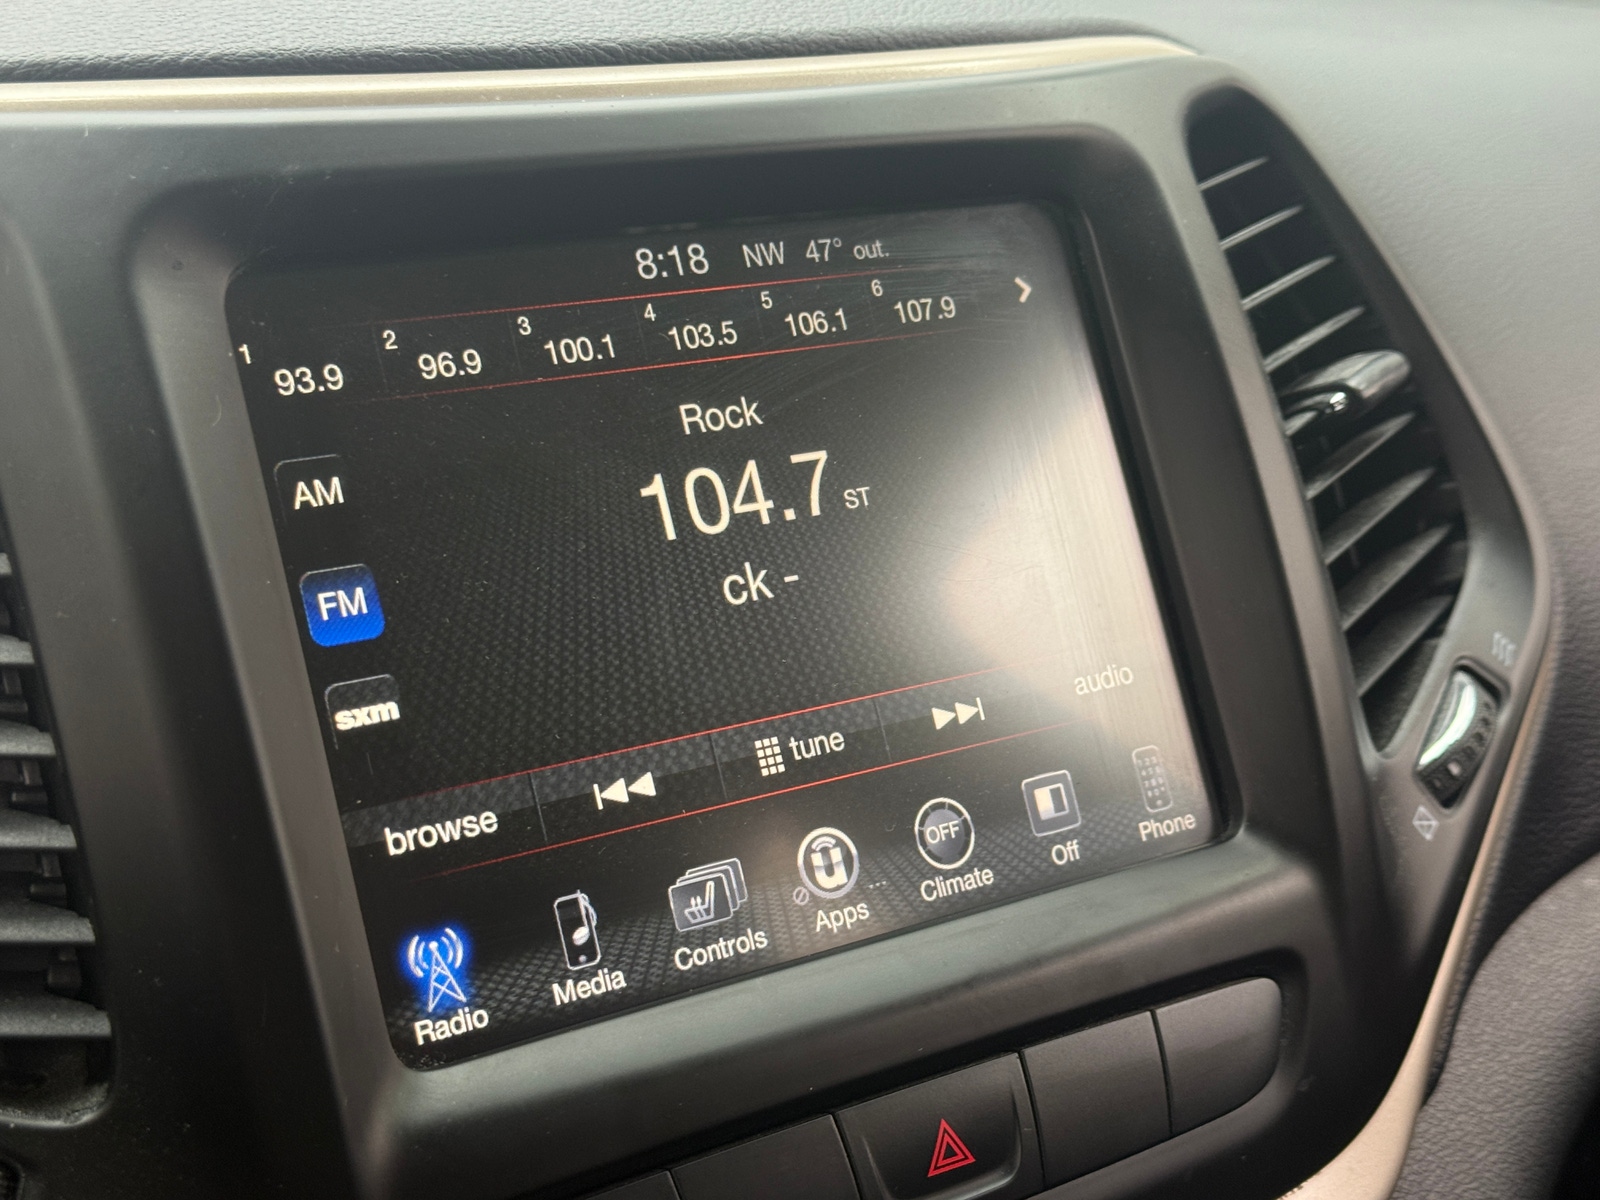 8:18 NW 47° out.
1 93.9 2 96.9 3 100.1 4 103.5 5 106.1 6 107.9
Rock
AM
104.7 ST
FM
ck -
sxm
audio
browse tune
OFF
Radio Media Controls Apps Climate Off Phone